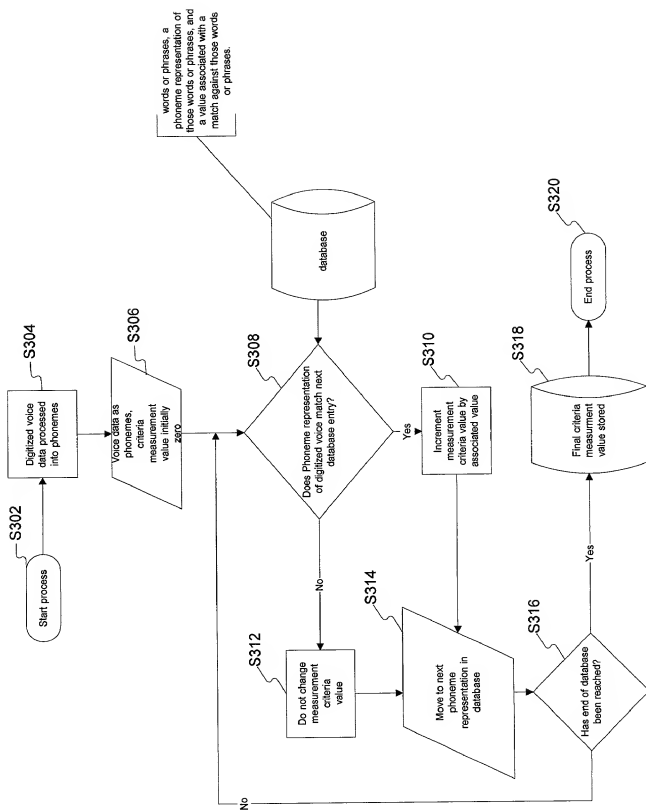 S302
Start process
S304
Digitized voice
data processed
into phonemes
S306
Voice data as
phonemes,
criteria
measurement
value initially
zero
words or phrases, a
phoneme representation of
those words or phrases, and
a value associated with a
match against those words
or phrases.
database
S308
Does Phoneme representation
of digitized voice match next
database entry?
Yes
No
S310
Increment
measurement
criteria value by
associated value
S312
Do not change
measurement
criteria
value
S314
Move to next
phoneme
representation in
database
S316
Has end of database
been reached?
No
Yes
S318
Final criteria
measurment
value stored
S320
End process